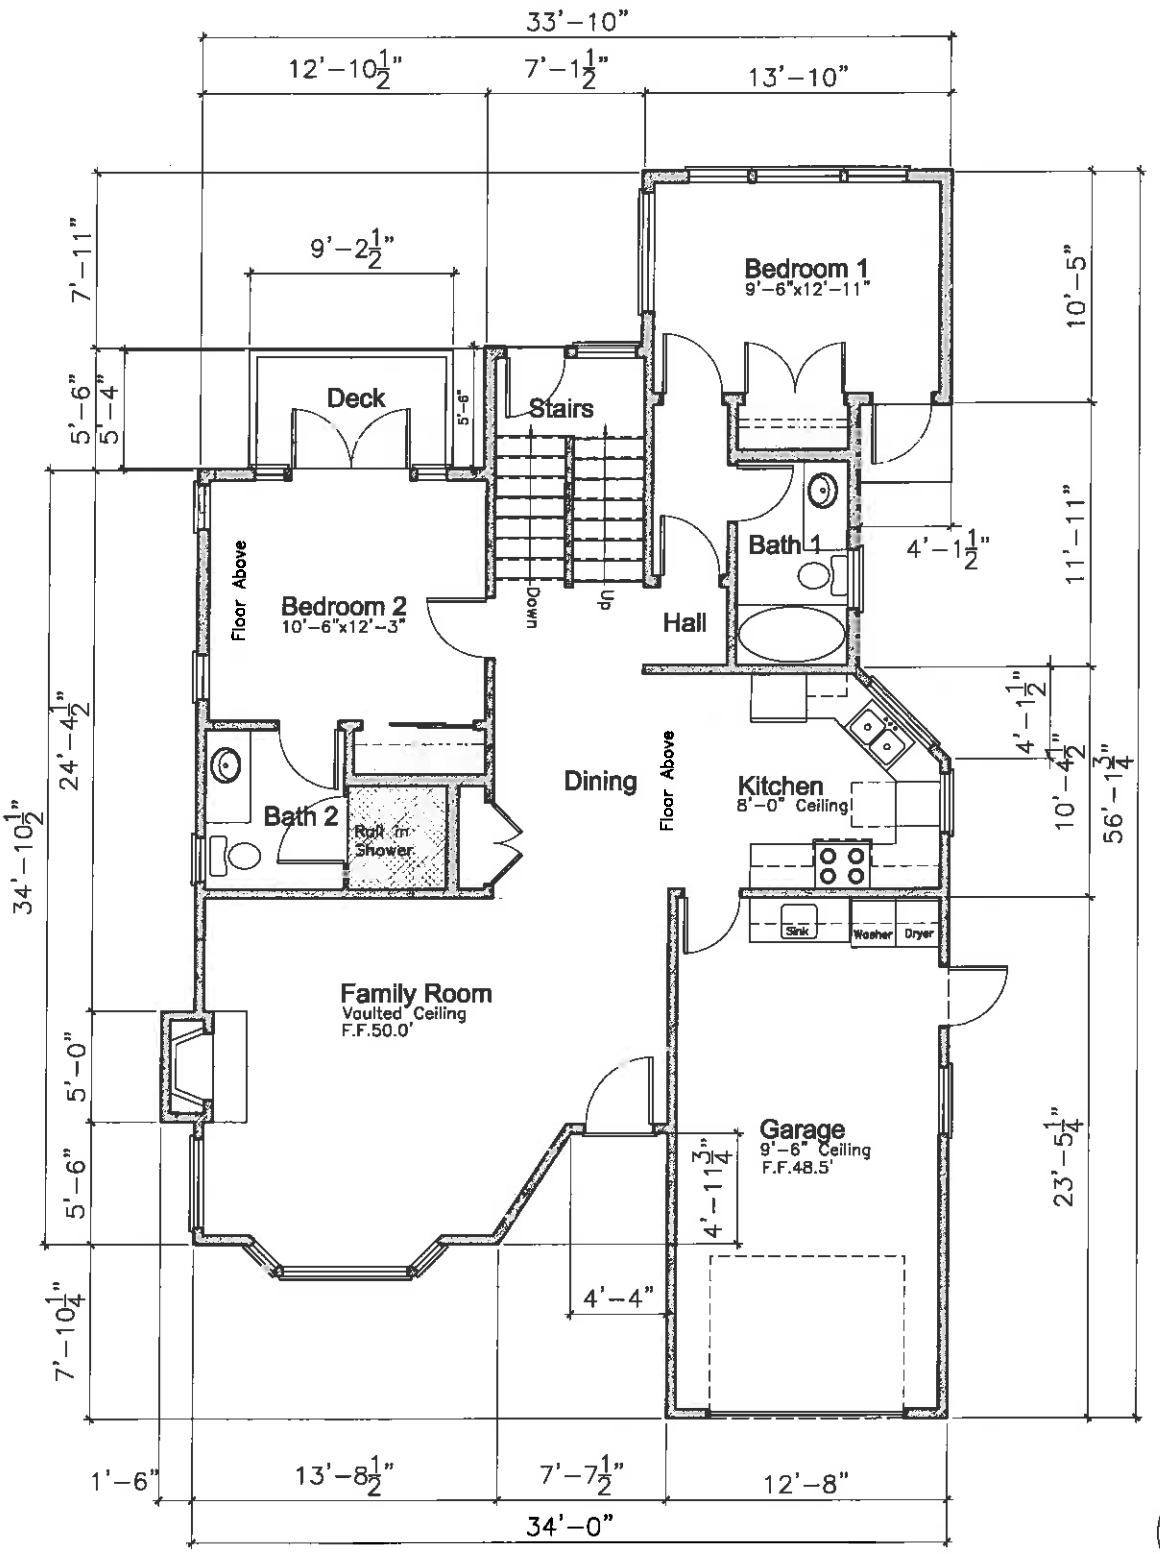 33'-10"
12'-10½"
7'-1½"
13'-10"
7'-11"
9'-2½"
Bedroom 1
9'-6"x12'-11"
10'-5"
5'-6"
5'-4"
Deck
5'-6"
Stairs
Floor Above
Bedroom 2
10'-6"x12'-3"
Down
Up
Bath 1
Hall
4'-1½"
11'-11"
24'-4½"
34'-10½"
Dining
Floor Above
Kitchen
8'-0" Ceiling
4'-1½"
10'-4½"
56'-1¾"
Bath 2
Roll in
Shower
Sink
Washer
Dryer
Family Room
Vaulted Ceiling
F.F.50.0'
5'-0"
5'-6"
Garage
9'-6" Ceiling
F.F.48.5'
4'-11¾"
23'-5¼"
4'-4"
7'-10¼"
1'-6"
13'-8½"
7'-7½"
12'-8"
34'-0"